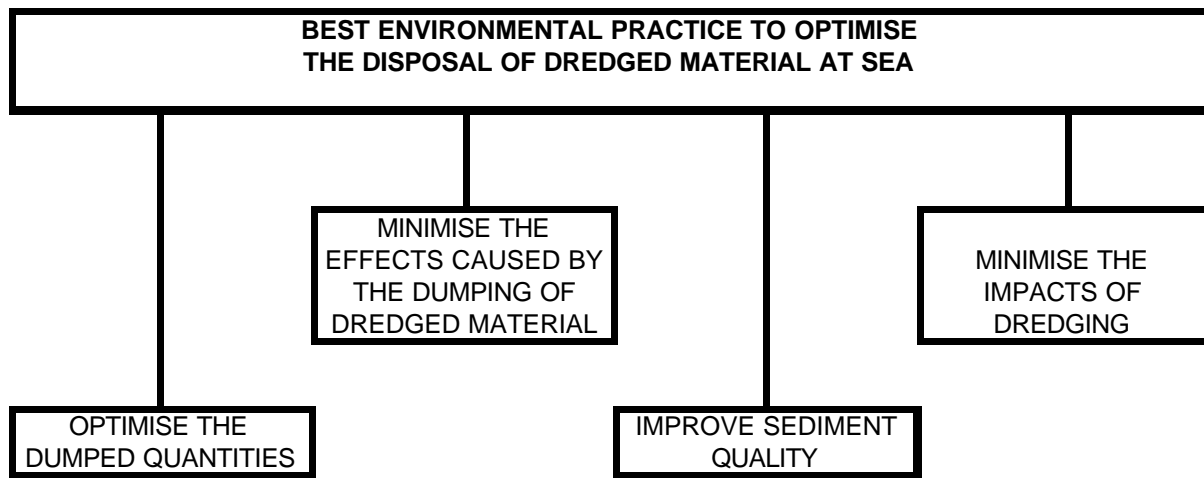 BEST ENVIRONMENTAL PRACTICE TO OPTIMISE
THE DISPOSAL OF DREDGED MATERIAL AT SEA
MINIMISE THE
EFFECTS CAUSED BY
THE DUMPING OF
DREDGED MATERIAL
MINIMISE THE
IMPACTS OF
DREDGING
OPTIMISE THE
DUMPED QUANTITIES
IMPROVE SEDIMENT
QUALITY